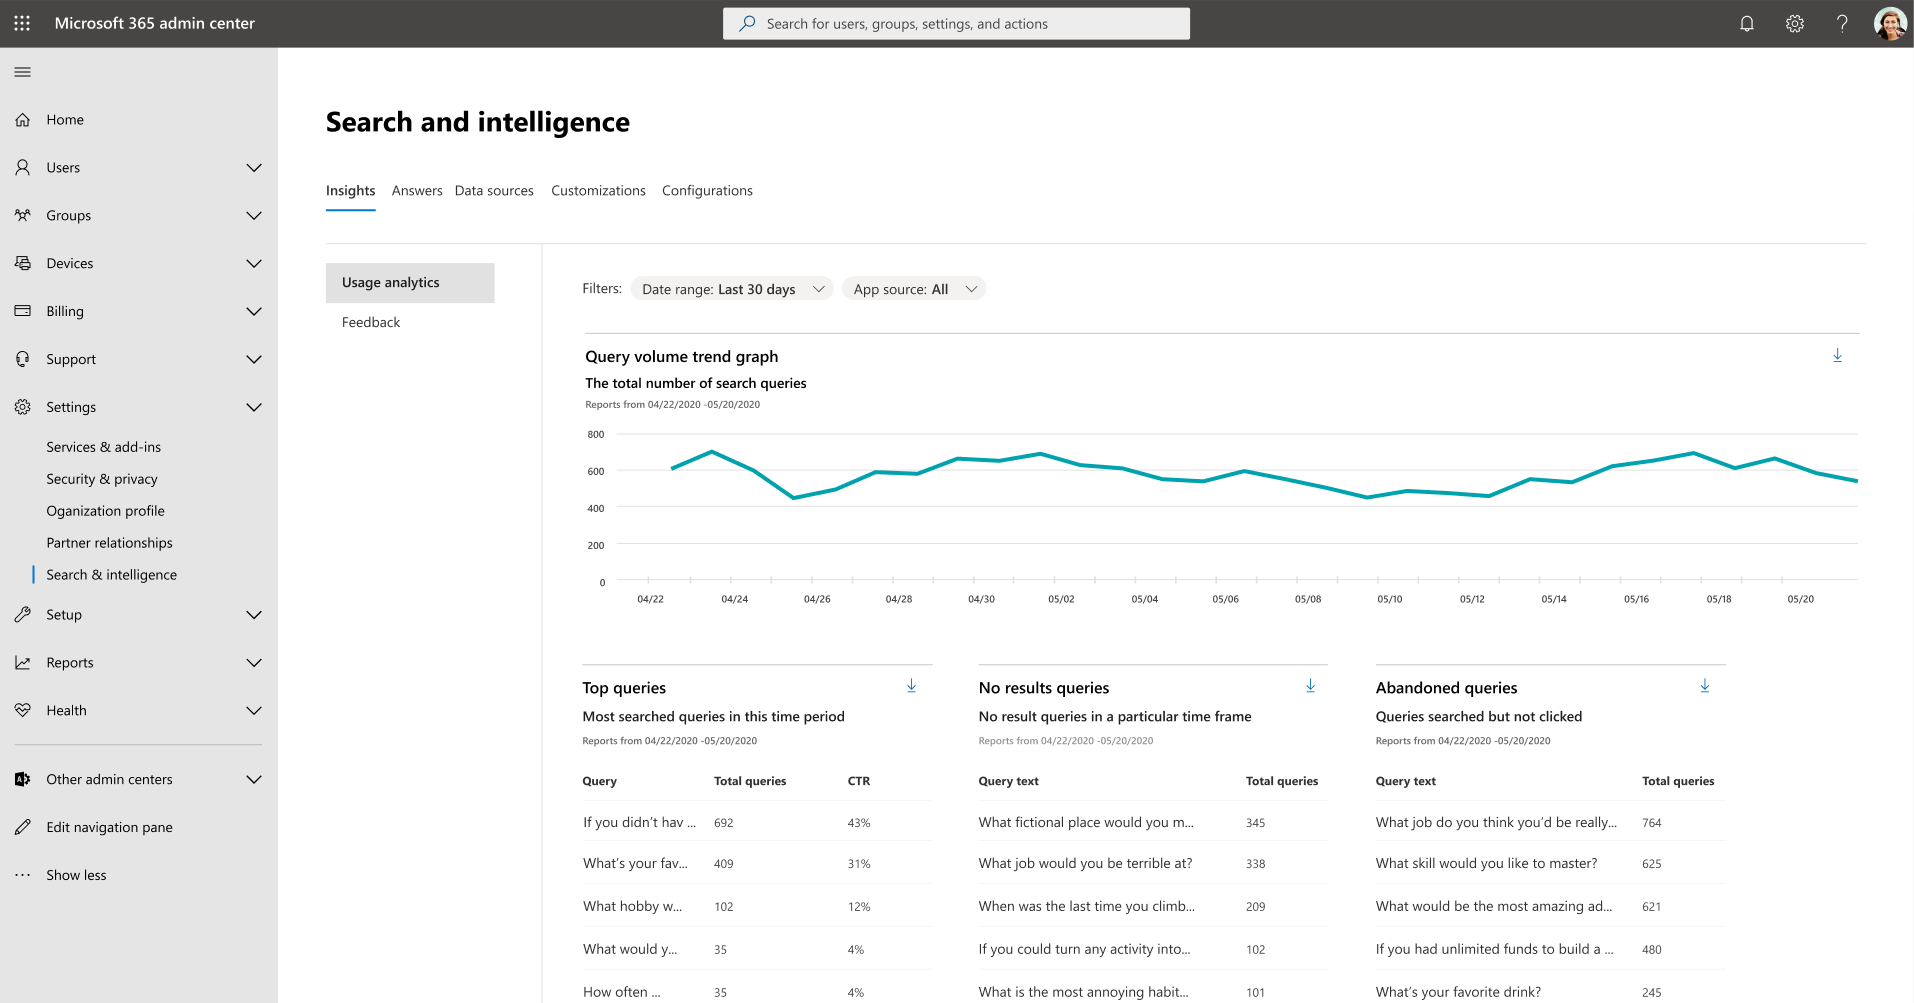 Microsoft 365 admin center
Search for users, groups, settings, and actions
Home
Users
Groups
Devices
Billing
Support
Settings
Services & add-ins
Security & privacy
Oganization profile
Partner relationships
Search & intelligence
Setup
Reports
Health
Other admin centers
Edit navigation pane
Show less
Search and intelligence
Insights Answers Data sources Customizations Configurations
Usage analytics
Feedback
Filters: Date range: Last 30 days App source: All
Query volume trend graph
The total number of search queries
Reports from 04/22/2020 -05/20/2020
800
600
400
200
0
04/22 04/24 04/26 04/28 04/30 05/02 05/04 05/06 05/08 05/10 05/12 05/14 05/16 05/18 05/20
Top queries
Most searched queries in this time period
Reports from 04/22/2020 -05/20/2020
Query Total queries CTR
If you didn’t hav ... 692 43%
What’s your fav... 409 31%
What hobby w... 102 12%
What would y... 35 4%
How often ... 35 4%
No results queries
No result queries in a particular time frame
Reports from 04/22/2020 -05/20/2020
Query text Total queries
What fictional place would you m... 345
What job would you be terrible at? 338
When was the last time you climb... 209
If you could turn any activity into... 102
What is the most annoying habit... 101
Abandoned queries
Queries searched but not clicked
Reports from 04/22/2020 -05/20/2020
Query text Total queries
What job do you think you’d be really... 764
What skill would you like to master? 625
What would be the most amazing ad... 621
If you had unlimited funds to build a ... 480
What’s your favorite drink? 245